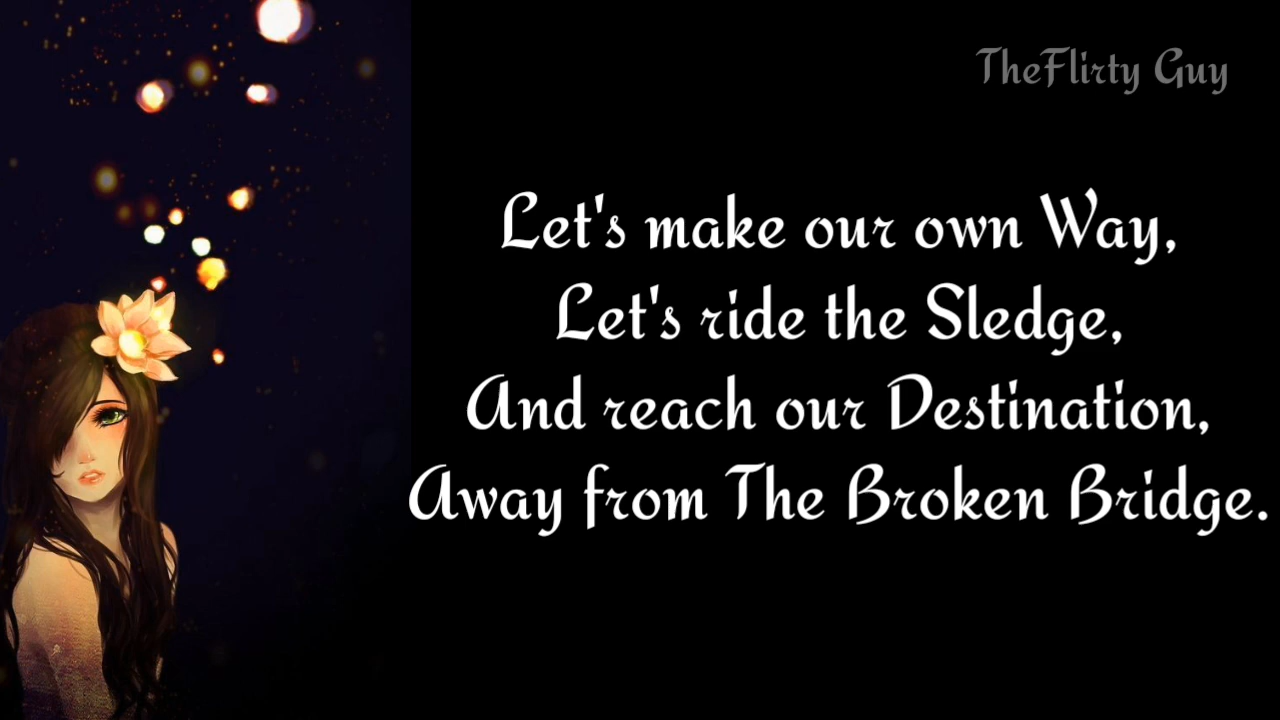 TheFlirty Guy
Let's make our own Way,
Let's ride the Sledge,
And reach our Destination,
Away from The Broken Bridge.